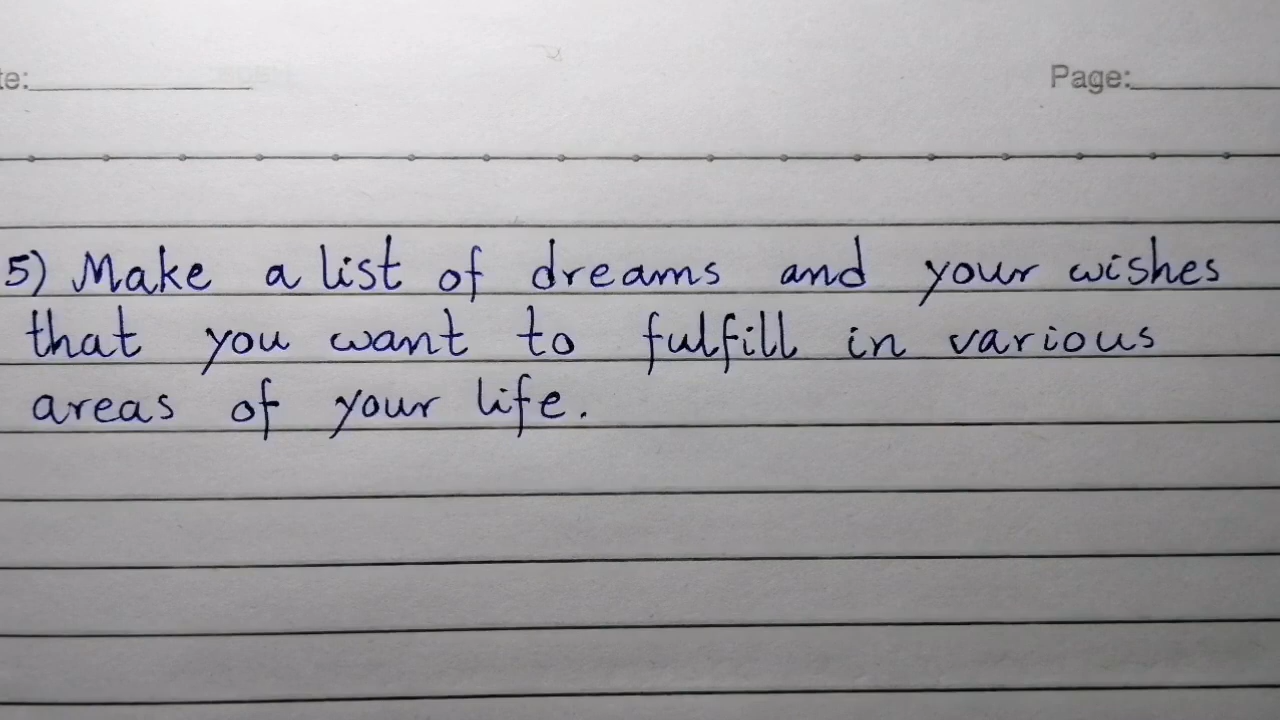 te:
Page:
5) Make a list of dreams and your wishes
that you want to fulfill in various
areas of your life.